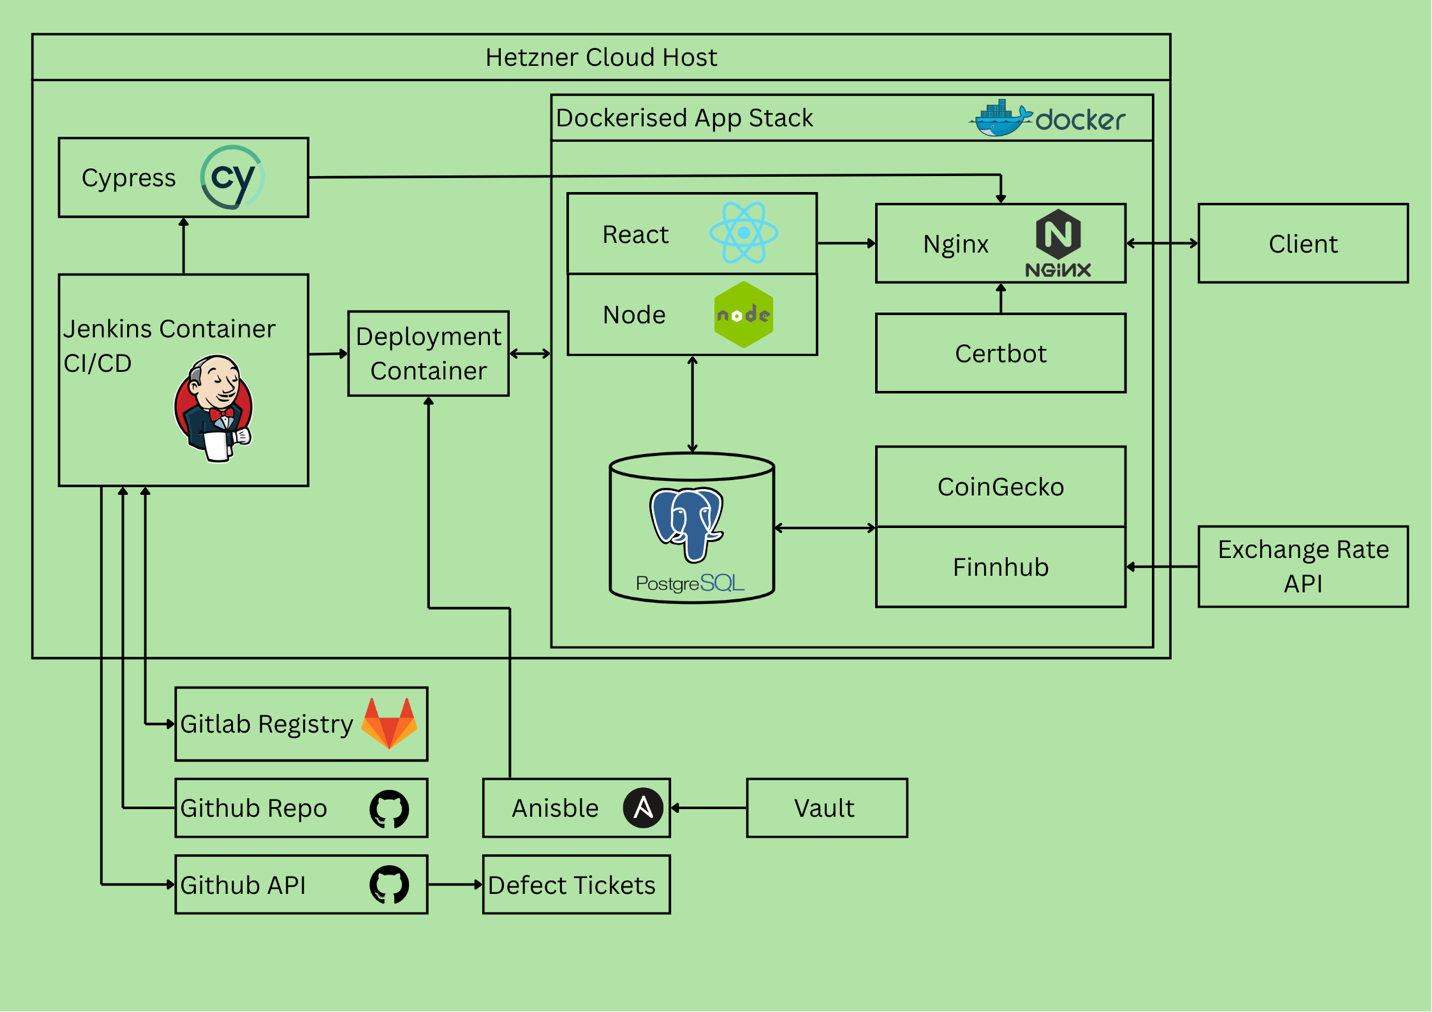 Hetzner Cloud Host
Dockerised App Stack
docker
Cypress
cy
React
Node
node
Nginx
N
NGiNX
Client
Certbot
Jenkins Container
CI/CD
Deployment
Container
CoinGecko
Finnhub
Exchange Rate
API
PostgreSQL
Gitlab Registry
Github Repo
Anisble
A
Vault
Github API
Defect Tickets